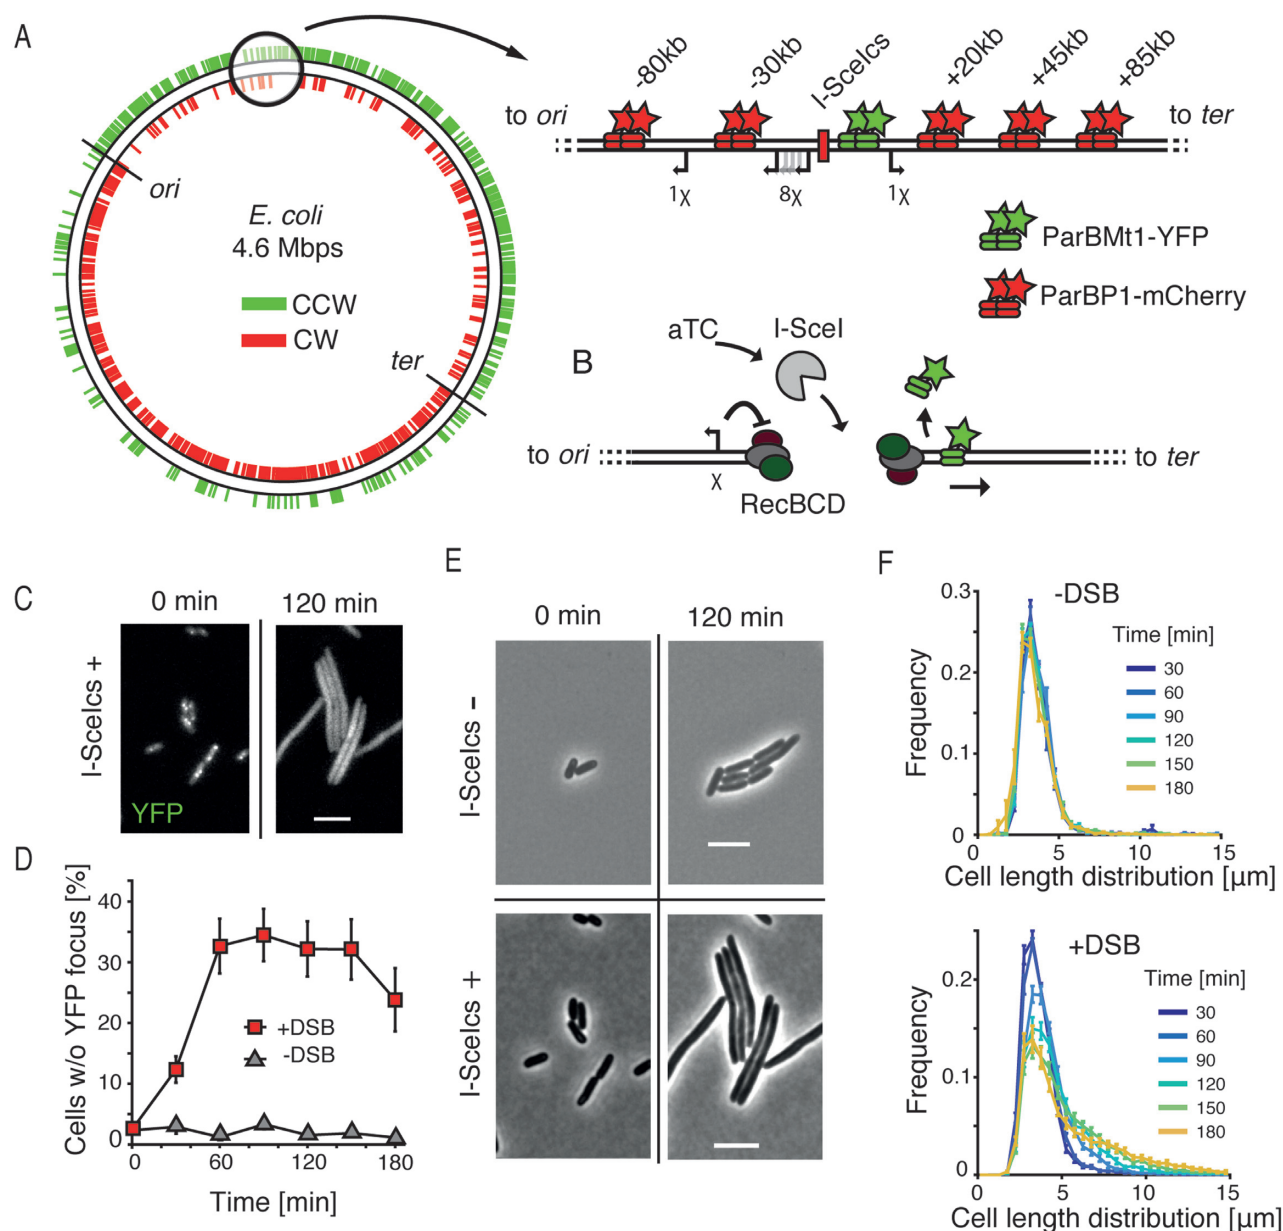 A
ori
E. coli
4.6 Mbps
CCW
CW
ter
-80kb
-30kb
I-SceIcs
+20kb
+45kb
+85kb
to ori
to ter
1χ
8χ
1χ
ParBMt1-YFP
ParBP1-mCherry
B
aTC
I-SceI
to ori
to ter
χ
RecBCD
C
0 min
120 min
I-SceIcs +
YFP
D
Cells w/o YFP focus [%]
40
30
20
10
0
+DSB
-DSB
0
60
120
180
Time [min]
E
0 min
120 min
I-SceIcs -
I-SceIcs +
F
-DSB
Frequency
0.3
0.2
0.1
0
Time [min]
30
60
90
120
150
180
0
5
10
15
Cell length distribution [µm]
+DSB
Frequency
0.2
0.1
0
Time [min]
30
60
90
120
150
180
0
5
10
15
Cell length distribution [µm]